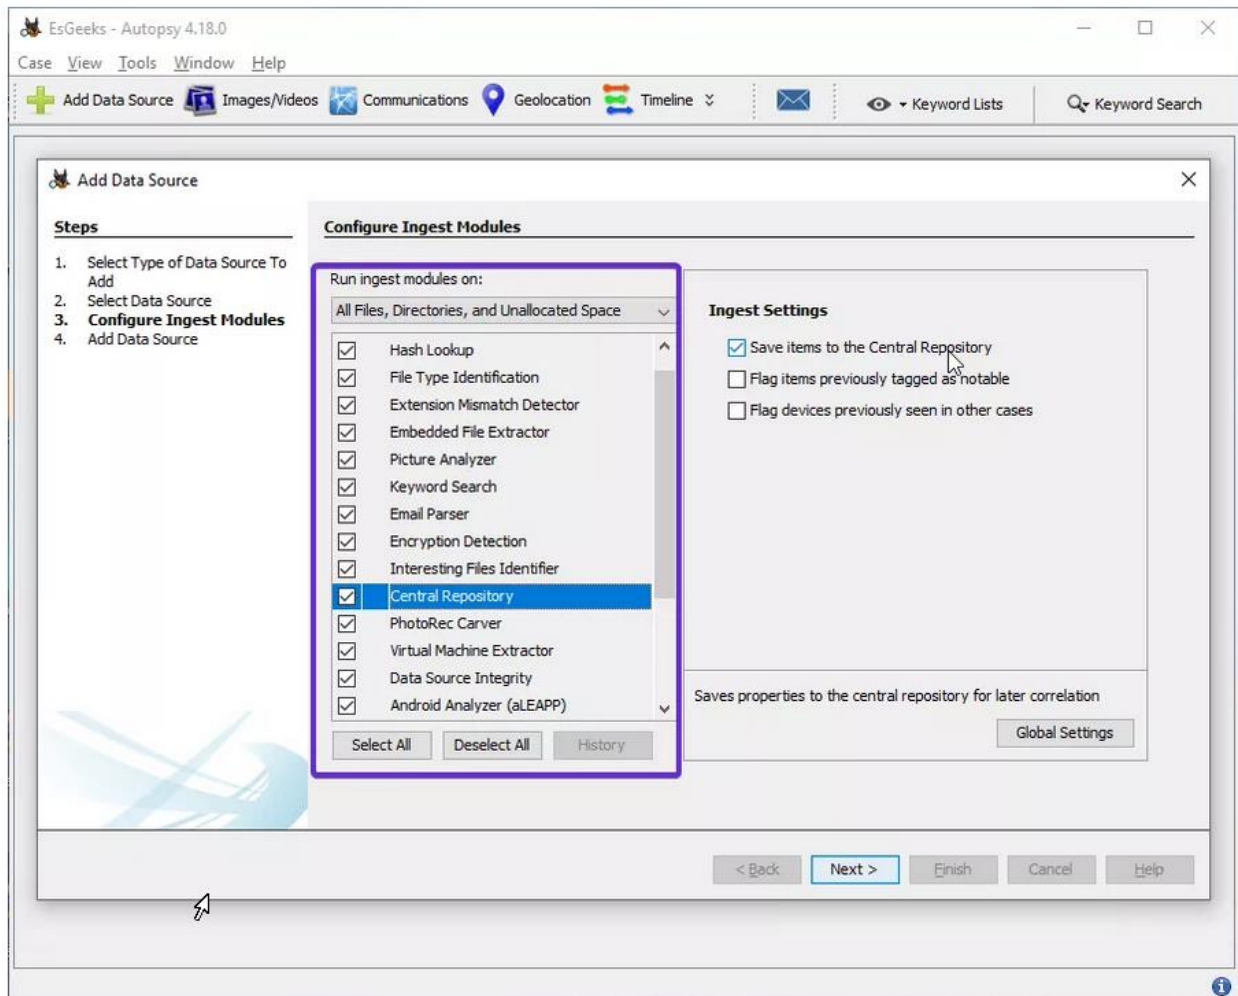 EsGeeks - Autopsy 4.18.0
Case View Tools Window Help
Add Data Source Images/Videos Communications Geolocation Timeline Keyword Lists Keyword Search
Add Data Source
Steps
1. Select Type of Data Source To
Add
2. Select Data Source
3. Configure Ingest Modules
4. Add Data Source
Configure Ingest Modules
Run ingest modules on:
All Files, Directories, and Unallocated Space
Hash Lookup
File Type Identification
Extension Mismatch Detector
Embedded File Extractor
Picture Analyzer
Keyword Search
Email Parser
Encryption Detection
Interesting Files Identifier
Central Repository
PhotoRec Carver
Virtual Machine Extractor
Data Source Integrity
Android Analyzer (aLEAPP)
Select All Deselect All History
Ingest Settings
Save items to the Central Repository
Flag items previously tagged as notable
Flag devices previously seen in other cases
Saves properties to the central repository for later correlation
Global Settings
< Back Next > Finish Cancel Help